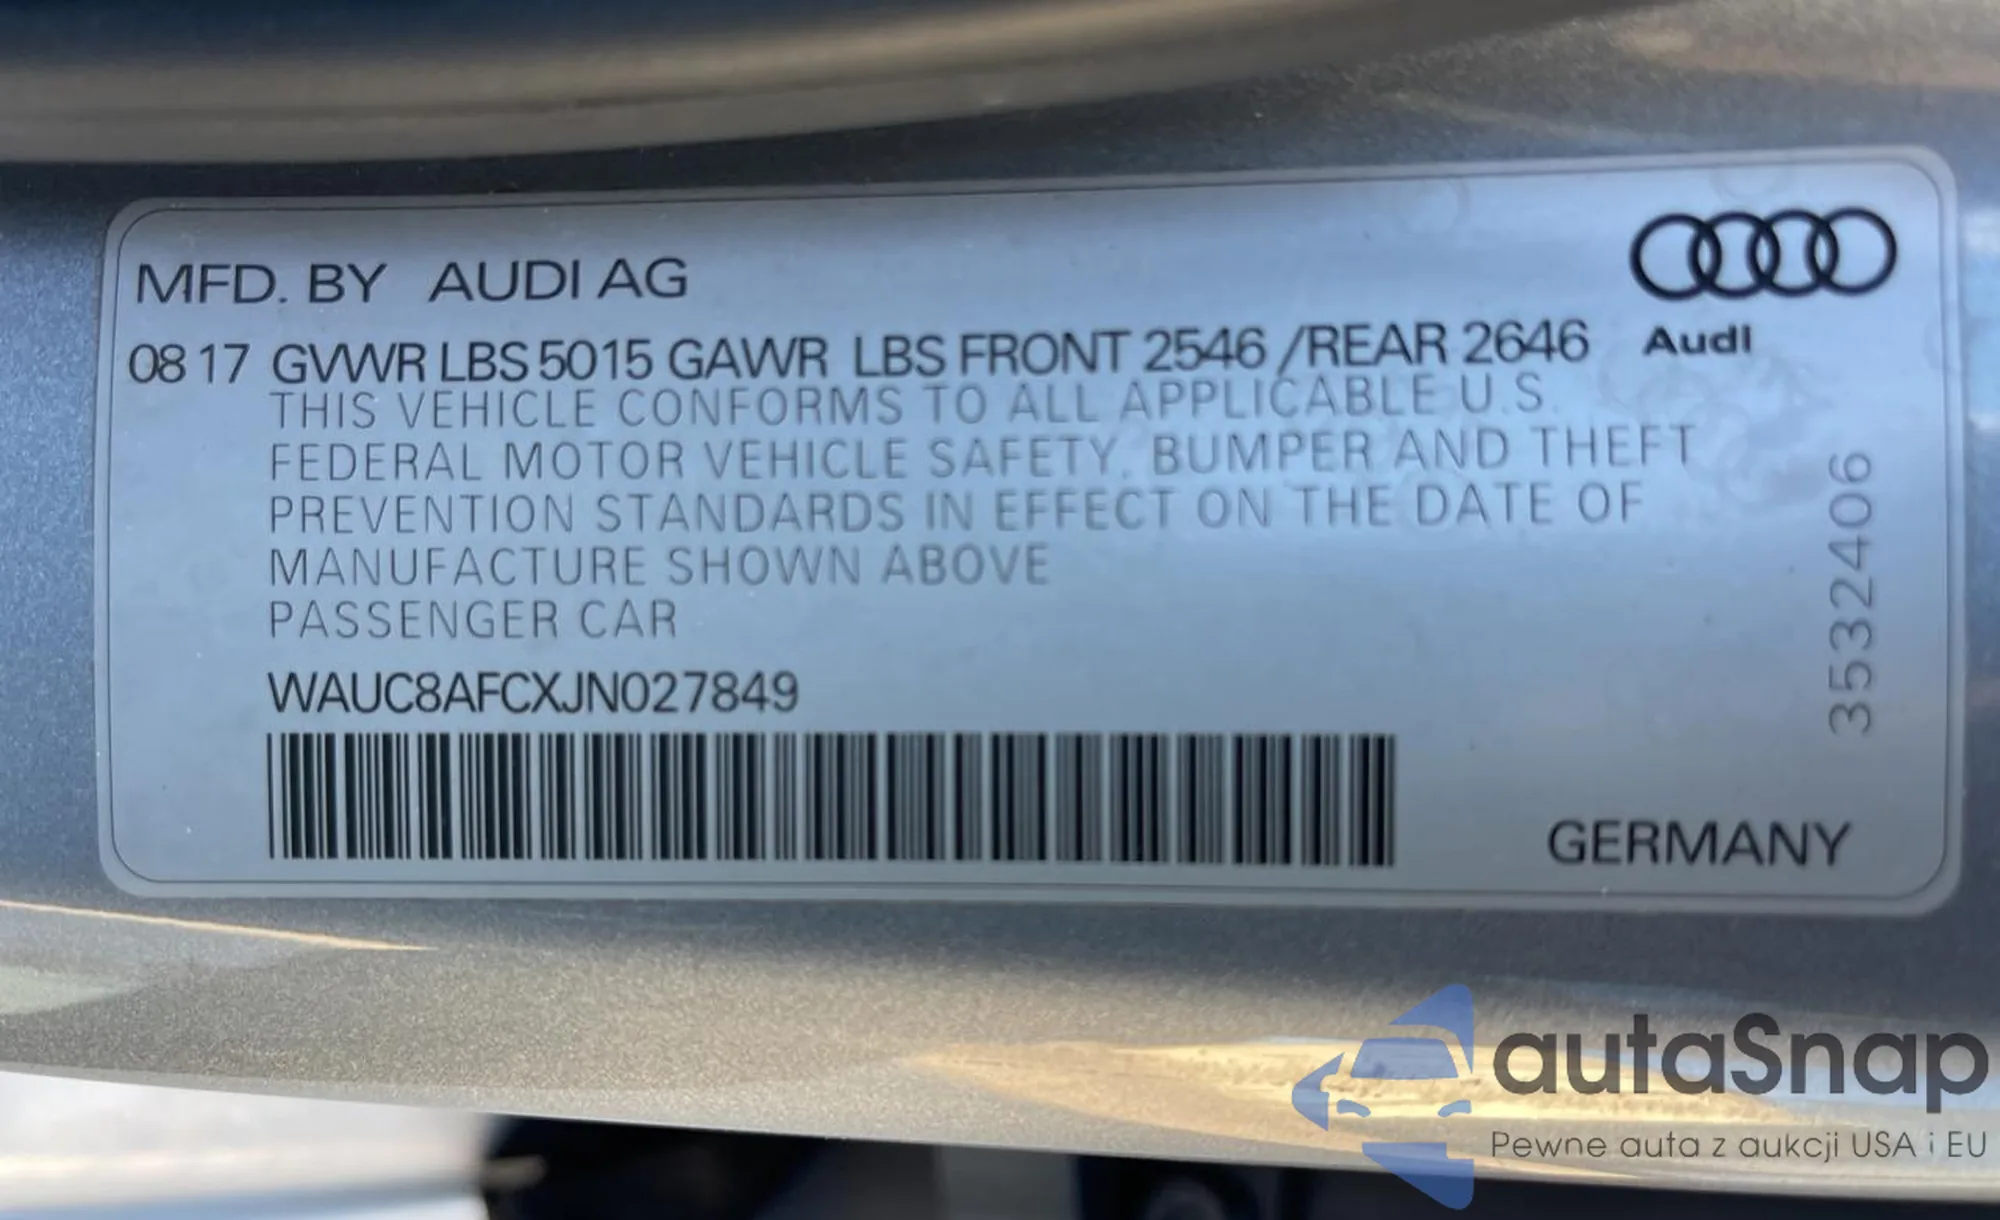 MFD. BY AUDI AG
08 17 GVWR LBS 5015 GAWR LBS FRONT 2546 /REAR 2646
Audi
THIS VEHICLE CONFORMS TO ALL APPLICABLE U.S.
FEDERAL MOTOR VEHICLE SAFETY, BUMPER AND THEFT
PREVENTION STANDARDS IN EFFECT ON THE DATE OF
MANUFACTURE SHOWN ABOVE
PASSENGER CAR
WAUC8AFCXJN027849
3532406
GERMANY
autaSnap
Pewne auta z aukcji USA i EU